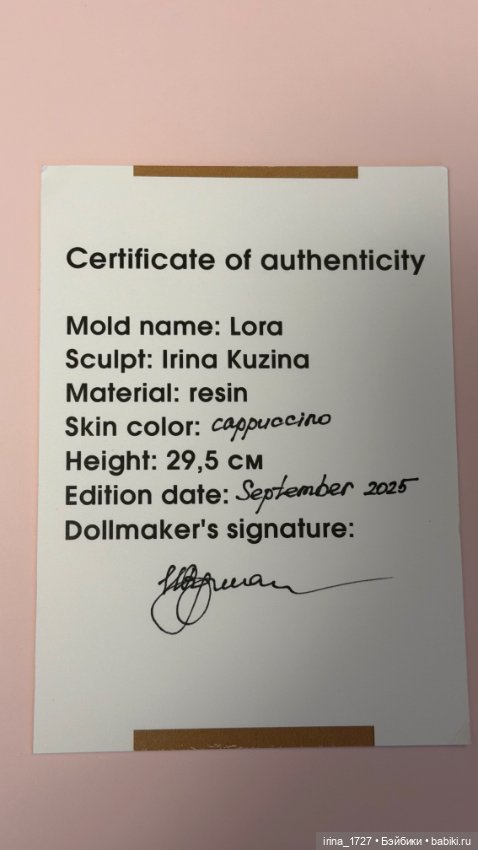 Certificate of authenticity
Mold name: Lora
Sculpt: Irina Kuzina
Material: resin
Skin color: cappuccino
Height: 29,5 см
Edition date: September 2025
Dollmaker's signature:
irina_1727 • Бэйбики • babiki.ru